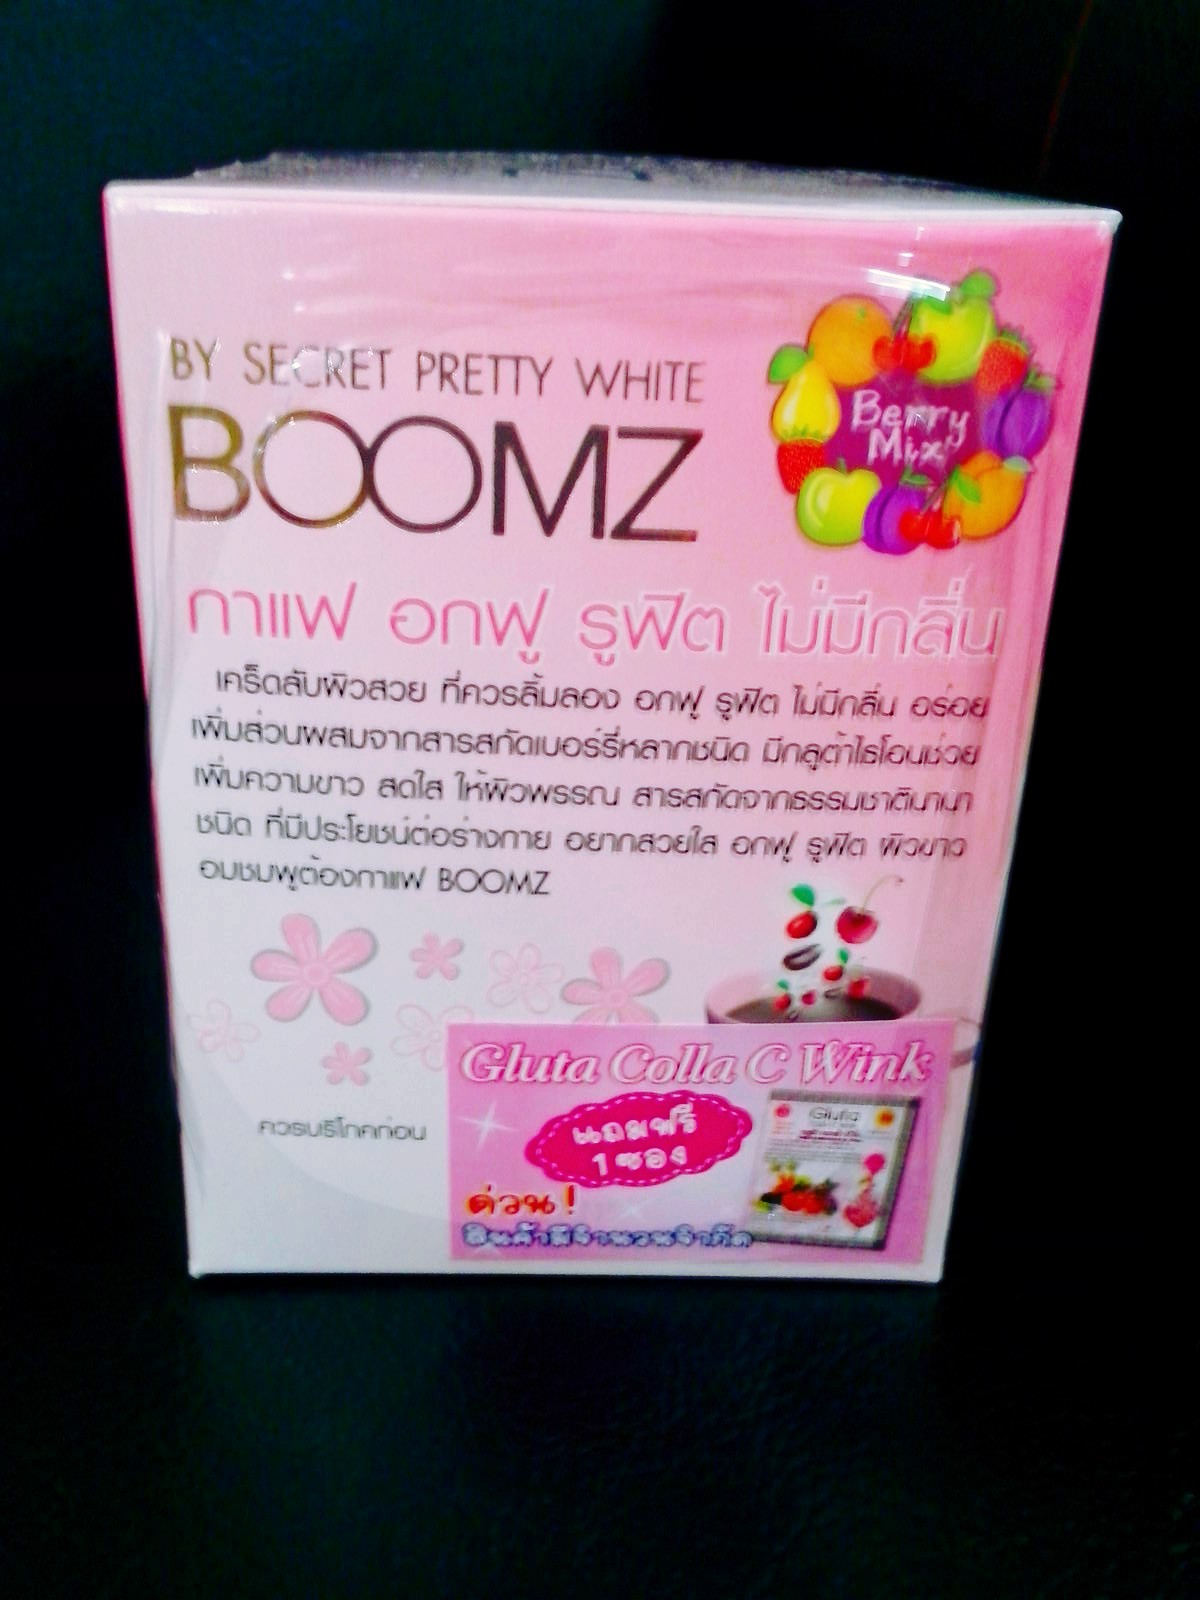 BY SECRET PRETTY WHITE
BOOMZ
Berry
Mix
กาแฟ อกฟู รูฟิต ไม่มีกลิ่น
เคร็ดลับผิวสวย ที่ควรลิ้มลอง อกฟู รูฟิต ไม่มีกลิ่น อร่อย
เพิ่มส่วนผสมจากสารสกัดเบอร์รี่หลากชนิด มีกลูต้าไธโอนช่วย
เพิ่มความขาว สดใส ให้ผิวพรรณ สารสกัดจากธรรมชาตินานา
ชนิด ที่มีประโยชน์ต่อร่างกาย อยากสวยใส อกฟู รูฟิต ผิวขาว
อมชมพูต้องกาแฟ BOOMZ
ควรบริโภคก่อน
Gluta Colla C Wink
แถมฟรี
1 ซอง
ด่วน !
สินค้ามีจำนวนจำกัด
Gluta